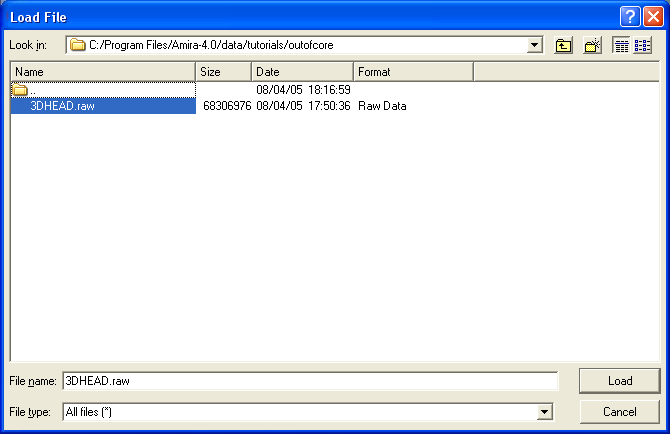 Load File
Look in: C:/Program Files/Amira-4.0/data/tutorials/outofcore
Name Size Date Format
.. 08/04/05 18:16:59
3DHEAD.raw 68306976 08/04/05 17:50:36 Raw Data
File name: 3DHEAD.raw Load
File type: All files (*) Cancel